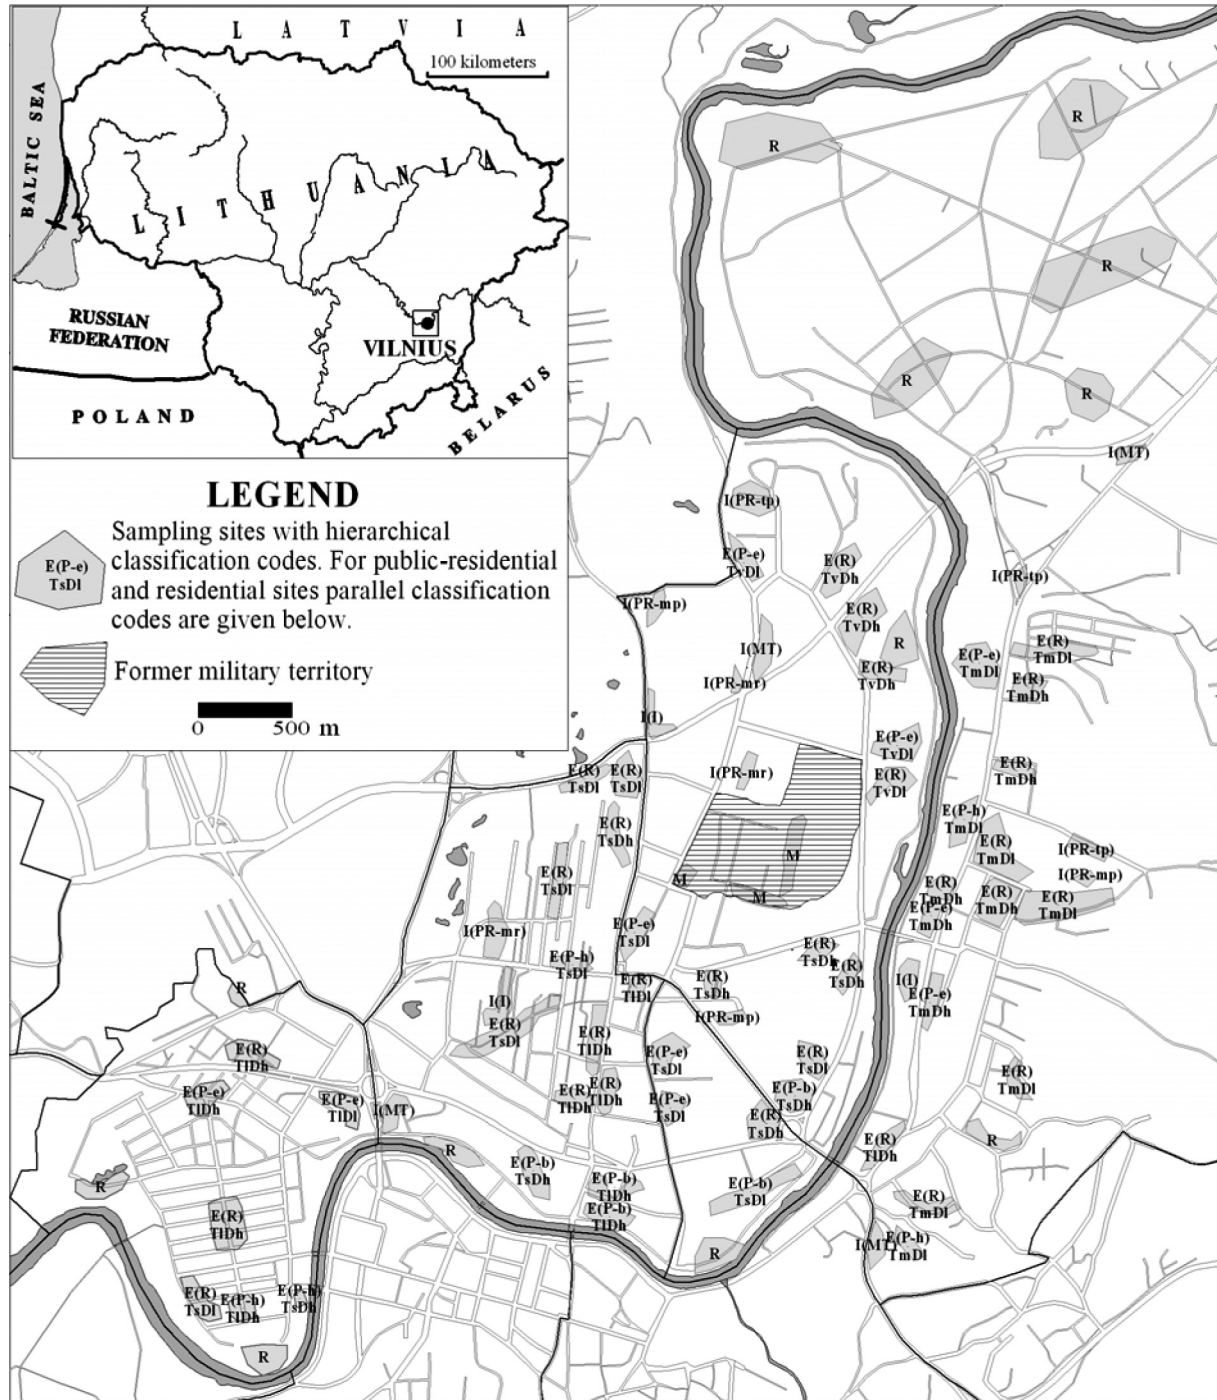 L A T V I A
100 kilometers
BALTIC SEA
LITHUANIA
RUSSIAN
FEDERATION
VILNIUS
POLAND
BELARUS
LEGEND
E(P-e)
TsDl
Sampling sites with hierarchical
classification codes. For public-residential
and residential sites parallel classification
codes are given below.
Former military territory
0 500 m
R
R
R
R
R
I(MT)
I(PR-tp)
E(P-e)
TvDl
E(R)
TvDh
I(PR-tp)
I(PR-mp)
E(R)
TvDh
R
I(MT)
E(P-e)
TmDl
E(R)
TmDl
I(PR-mr)
E(R)
TvDh
E(R)
TmDh
I(I)
E(P-e)
TvDl
E(R)
TsDl
E(R)
TsDl
I(PR-mr)
E(R)
TvDl
E(R)
TmDh
E(R)
TsDh
E(P-h)
TmDl
E(R)
TmDl
I(PR-tp)
E(R)
TsDl
M
M
M
I(PR-mp)
E(R)
TmDh
E(P-e)
TmDh
E(R)
TmDh
E(R)
TmDl
I(PR-mr)
E(P-e)
TsDl
E(P-h)
TsDl
E(R)
TsDh
E(R)
TsDh
R
E(R)
TlDl
E(R)
TsDh
I(I)
E(P-e)
TmDh
I(I)
E(R)
TsDl
I(PR-mp)
E(R)
TlDh
E(R)
TlDh
E(P-e)
TsDl
E(R)
TsDl
E(R)
TmDl
E(P-e)
TlDh
E(P-e)
TlDl
I(MT)
E(R)
TlDh
E(R)
TlDh
E(P-e)
TsDl
E(P-b)
TsDh
E(R)
TsDh
E(R)
TlDh
R
R
R
E(P-b)
TsDl
E(P-b)
TlDh
E(P-b)
TlDh
E(P-b)
TsDl
E(R)
TmDl
E(R)
TlDh
R
I(MT)
E(P-h)
TmDl
E(R)
TsDl
E(P-h)
TlDh
E(P-h)
TsDh
R